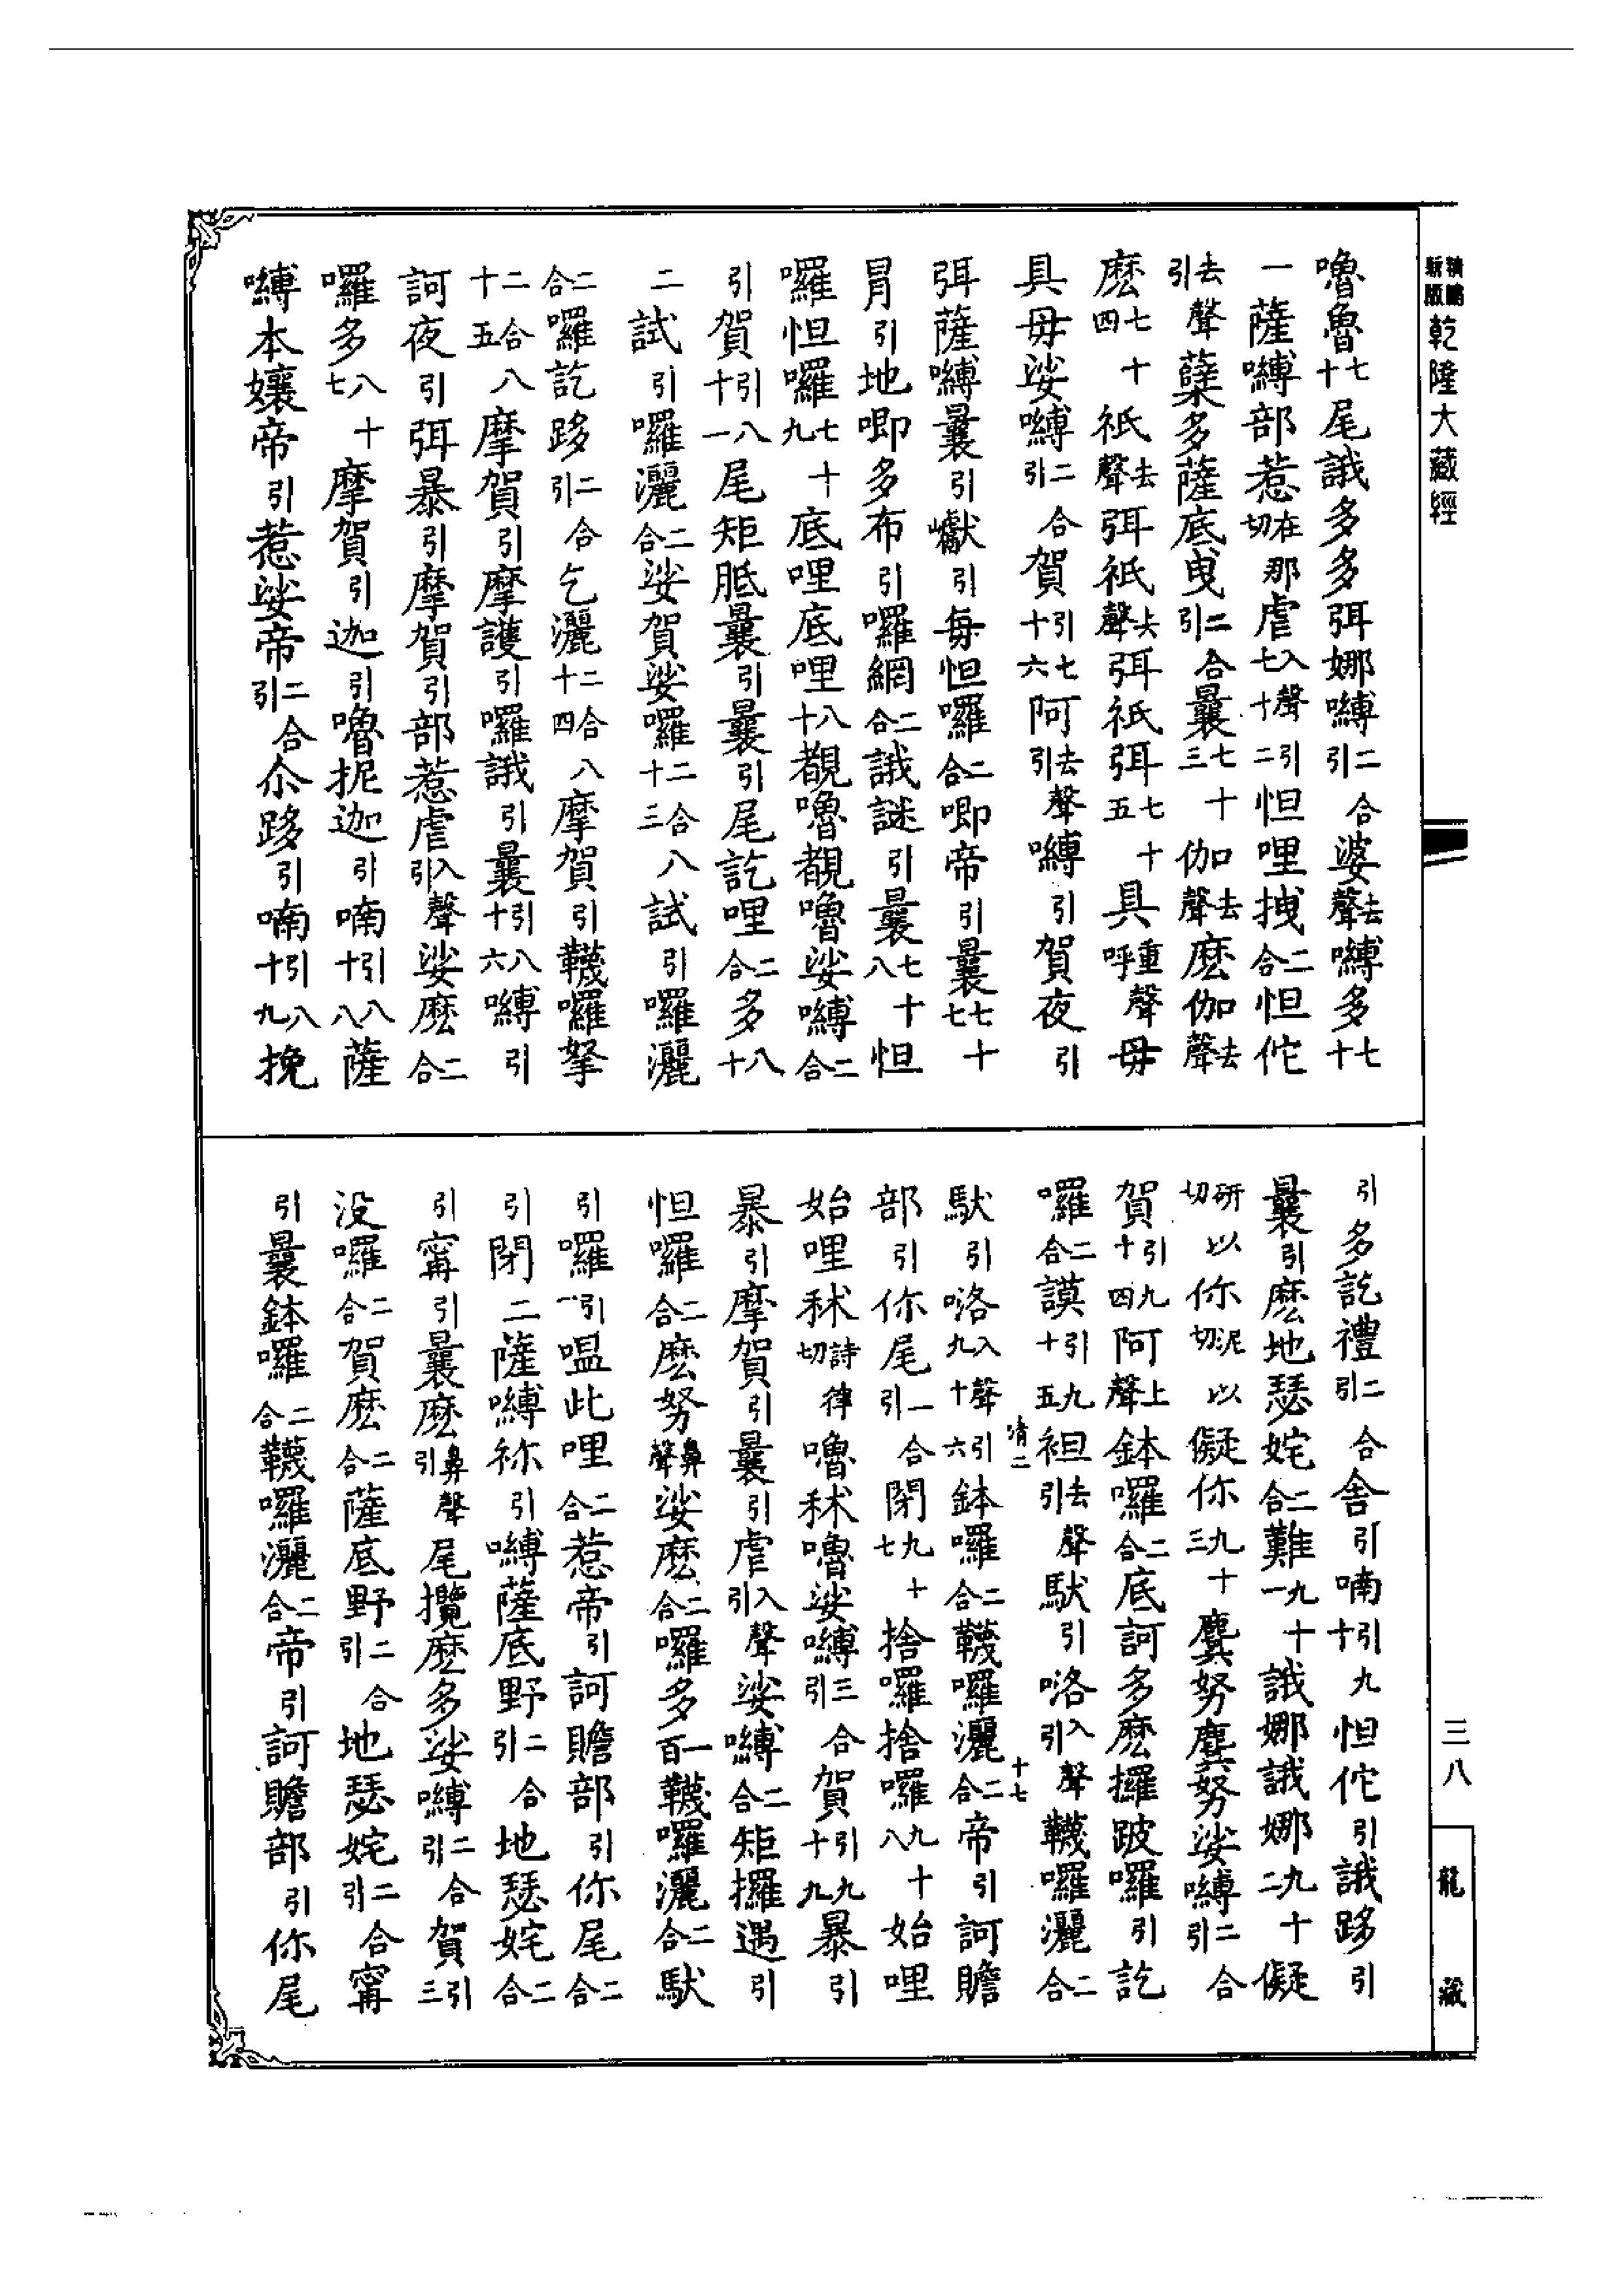 乾隆大藏經
嚕魯七十尾誐多多弭娜嚩二合引婆去聲嚩多七十
一薩嚩部惹在切那虐入聲引七十二怛哩拽二合怛佗
去聲引蘖多薩底曳二合引曩七十三伽去聲麽伽去聲
麽七十四祇去聲弭祇去聲弭祇弭七十五具重聲呼毋
具毋娑嚩二合引賀引七十六阿去聲引嚩引賀夜引
弭薩嚩曩引巘引每怛囉二合唧帝引曩七十七
冐引地唧多布引囉網二合誐謎引曩七十八怛
囉怛囉七十九底哩底哩八十覩嚕覩嚕娑嚩二合
引賀引八十一尾矩胝曩引曩引尾訖哩二合多八十
二試引囉灑二合娑賀娑囉二合十三八試引囉灑
二合囉訖跢二合引乞灑二合十四八摩賀引韈囉拏
二合十五八摩賀引摩護引囉誐引曩引八十六嚩引
訶夜引弭暴引摩賀引部惹虐入聲引娑麽二合
囉多八十七摩賀引迦引嚕抳迦引喃引八十八薩
嚩本孃帝引惹娑帝二合引尒跢引喃引八十九挽
引多訖禮二合引舍引喃引九十怛佗引誐跢引
曩引麽地瑟姹二合難九十一誐娜誐娜九十二儗
研以切你泥以切儗你九十三麌努麌努娑嚩二合引
賀引九十四阿上聲鉢囉二合底訶多麽攞跛囉引訖
囉二合謨引九十五袒去聲引馱引咯入聲引韈囉灑二合
馱引咯入聲引九十六鉢囉二合韈囉灑二合帝引訶贍
部引你尾一合引閉九十七捨囉捨囉九十八始哩
始哩秫詩律切嚕秫嚕娑嚩三合引賀引九十九暴引
暴引摩賀引曩引虐入聲引娑嚩二合矩攞遇引
怛囉二合麽努鼻聲娑麽二合囉多一百韈囉灑二合馱
引囉引一嗢此哩二合惹帝引訶贍部引你尾二合
引閉二薩嚩祢引嚩薩底野二合引地瑟姹二合
引寗引曩麽鼻聲引尾攬麽多娑嚩二合引賀引三
没囉二合賀麽二合薩底野二合引地瑟姹二合引寗
引曩鉢囉二合韈囉灑二合帝引訶贍部引你尾
三八
龍藏